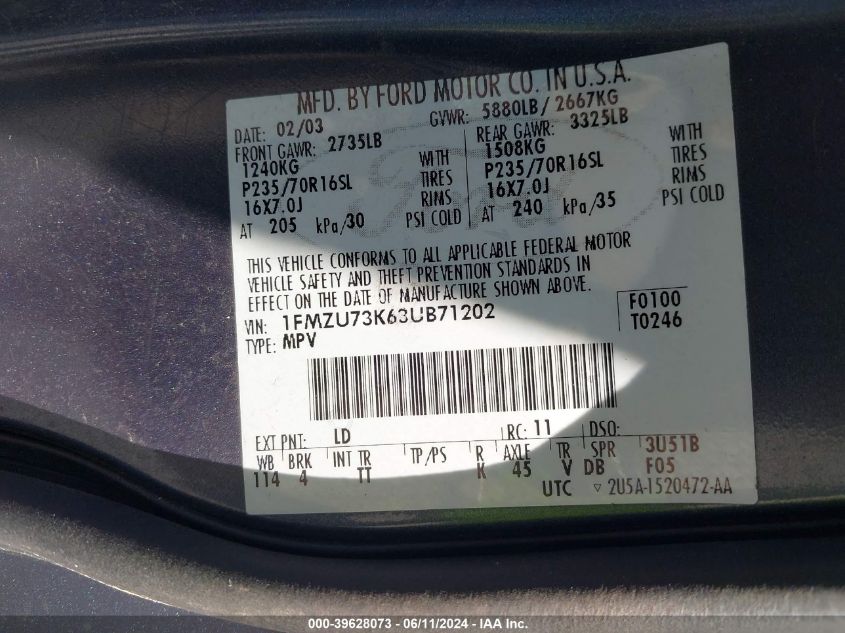 MFD. BY FORD MOTOR CO. IN U.S.A.
DATE: 02/03 GVWR: 5880LB/ 2667KG
FRONT GAWR: 2735LB REAR GAWR: 3325LB
1240KG WITH 1508KG WITH
P235/70R16SL TIRES P235/70R16SL TIRES
16X7.0J RIMS 16X7.0J RIMS
AT 205 kPa/30 PSI COLD AT 240 kPa/35 PSI COLD
THIS VEHICLE CONFORMS TO ALL APPLICABLE FEDERAL MOTOR
VEHICLE SAFETY AND THEFT PREVENTION STANDARDS IN
EFFECT ON THE DATE OF MANUFACTURE SHOWN ABOVE.
VIN: 1FMZU73K63UB71202 F0100
TYPE: MPV T0246
EXT PNT: LD RC: 11 DSO:
WB BRK INT TR TP/PS R AXLE TR SPR 3U51B
114 4 TT K 45 V DB F05
UTC ▽ 2U5A-1520472-AA
000-39628073 - 06/11/2024 - IAA Inc.